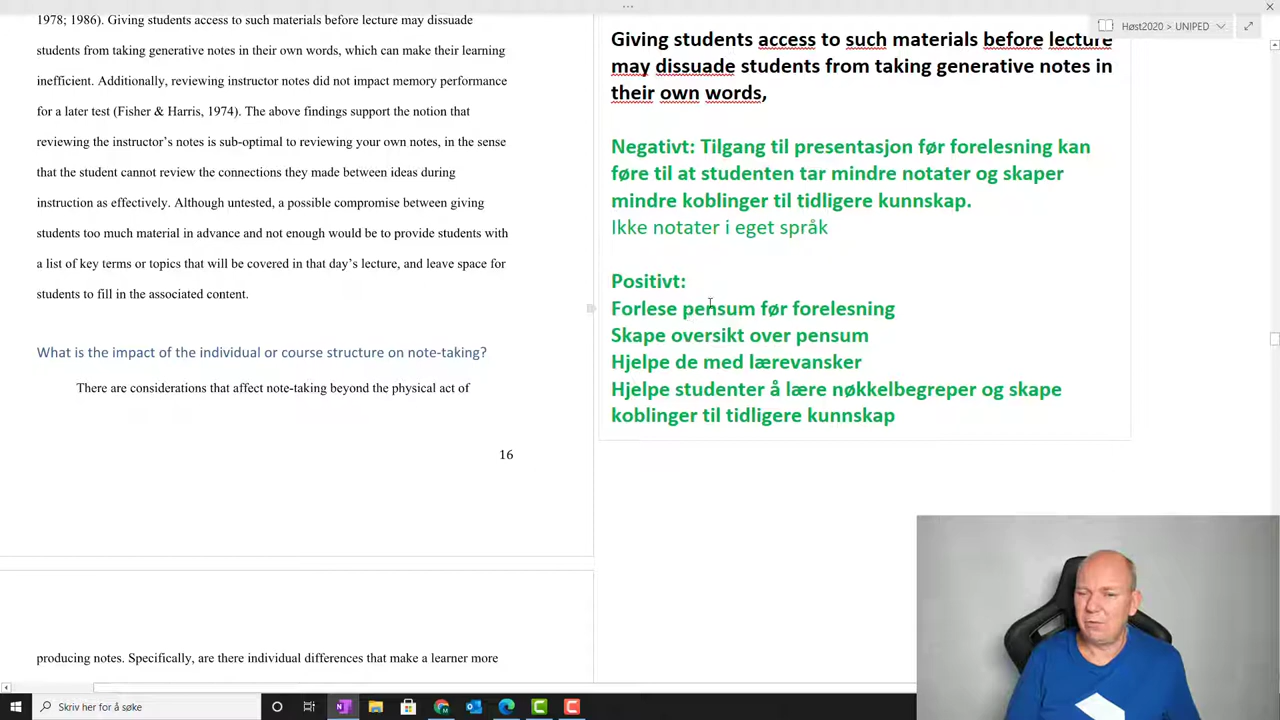 1978; 1986). Giving students access to such materials before lecture may dissuade
students from taking generative notes in their own words, which can make their learning
inefficient. Additionally, reviewing instructor notes did not impact memory performance
for a later test (Fisher & Harris, 1974). The above findings support the notion that
reviewing the instructor's notes is sub-optimal to reviewing your own notes, in the sense
that the student cannot review the connections they made between ideas during
instruction as effectively. Although untested, a possible compromise between giving
students too much material in advance and not enough would be to provide students with
a list of key terms or topics that will be covered in that day's lecture, and leave space for
students to fill in the associated content.
What is the impact of the individual or course structure on note-taking?
There are considerations that affect note-taking beyond the physical act of
16
producing notes. Specifically, are there individual differences that make a learner more
Høst2020 > UNIPED
Giving students access to such materials before lecture
may dissuade students from taking generative notes in
their own words,
Negativt: Tilgang til presentasjon før forelesning kan
føre til at studenten tar mindre notater og skaper
mindre koblinger til tidligere kunnskap.
Ikke notater i eget språk
Positivt:
Forlese pensum før forelesning
Skape oversikt over pensum
Hjelpe de med lærevansker
Hjelpe studenter å lære nøkkelbegreper og skape
koblinger til tidligere kunnskap
Skriv her for å søke